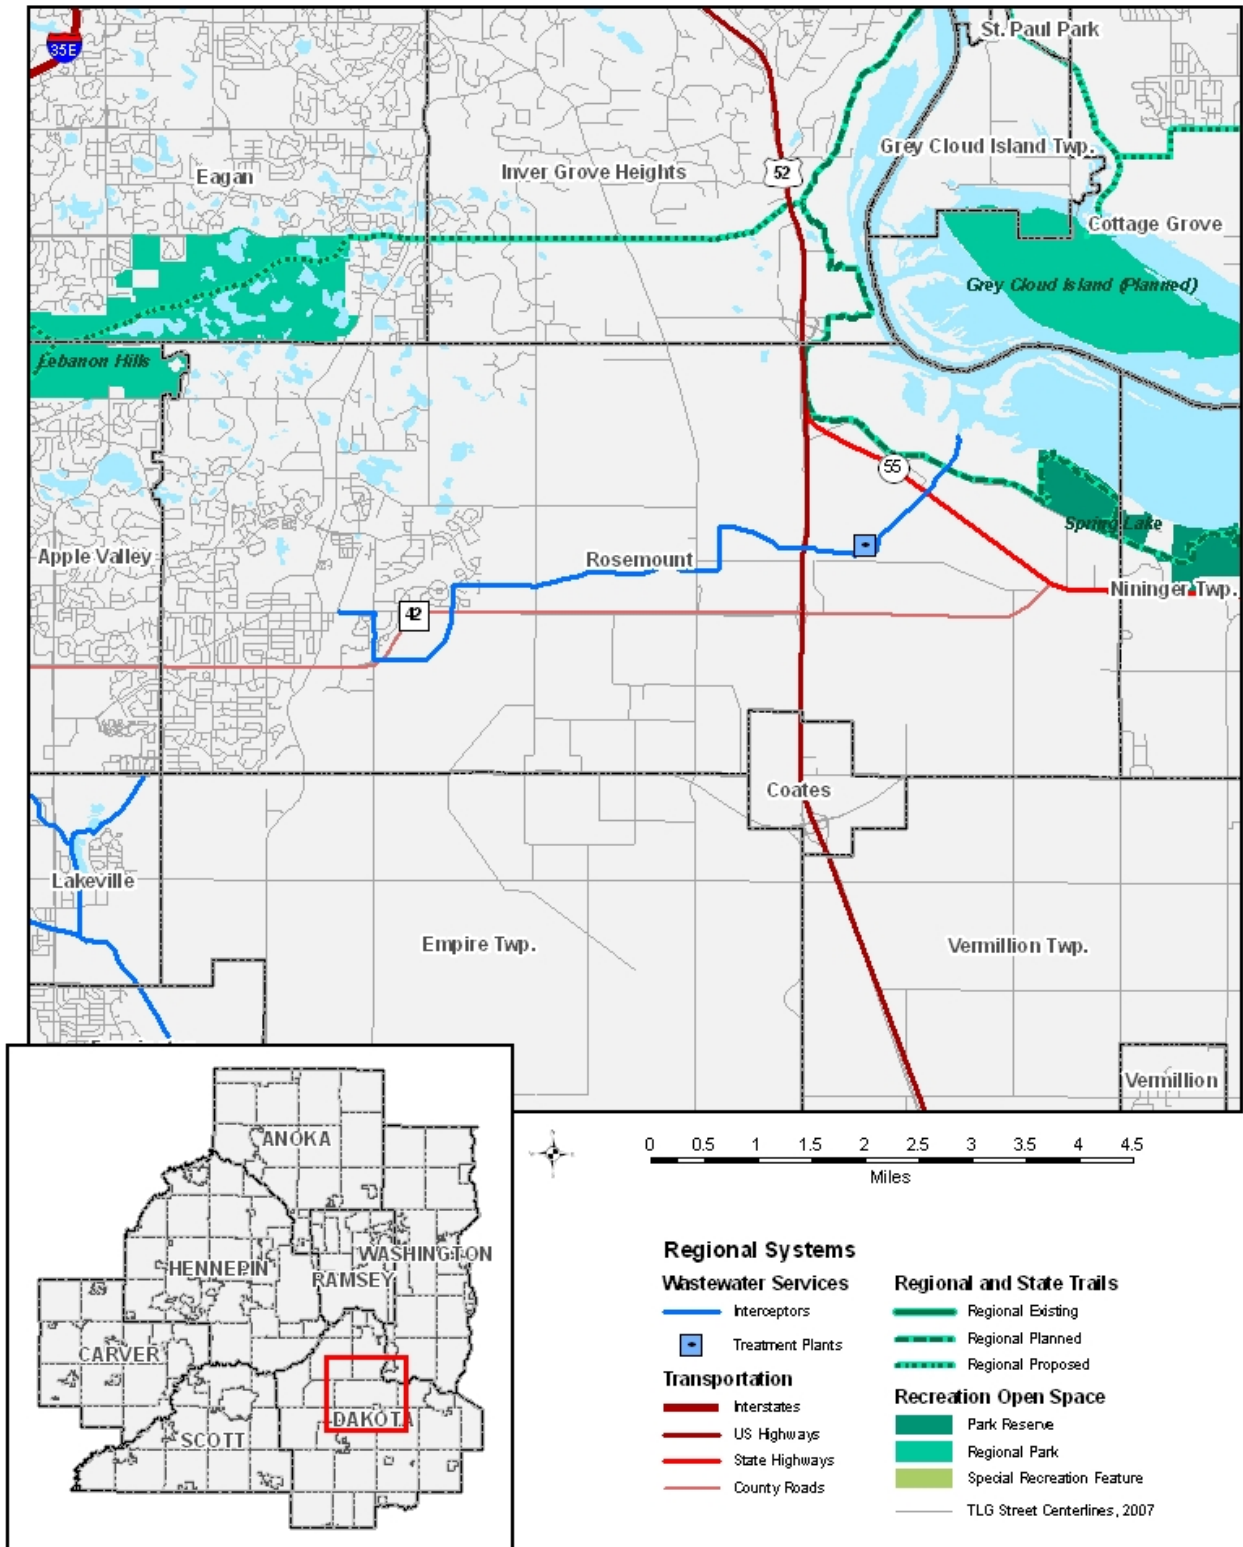 35E
St. Paul Park
Grey Cloud Island Twp.
Eagan
Inver Grove Heights
52
Cottage Grove
Grey Cloud Island (Planned)
Lebanon Hills
55
Spring Lake
Apple Valley
Rosemount
Nininger Twp.
42
Coates
Lakeville
Empire Twp.
Vermillion Twp.
Vermillion
ANOKA
HENNEPIN
RAMSEY
WASHINGTON
CARVER
SCOTT
DAKOTA
0 0.5 1 1.5 2 2.5 3 3.5 4 4.5
Miles
Regional Systems
Wastewater Services
Interceptors
Treatment Plants
Transportation
Interstates
US Highways
State Highways
County Roads
Regional and State Trails
Regional Existing
Regional Planned
Regional Proposed
Recreation Open Space
Park Reserve
Regional Park
Special Recreation Feature
TLG Street Centerlines, 2007